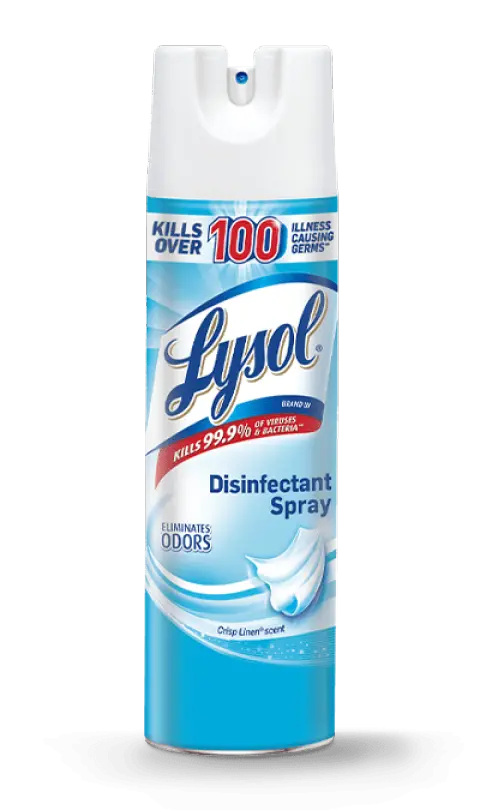 KILLS OVER 100 ILLNESS CAUSING GERMS**
Lysol®
BRAND III
KILLS 99.9% OF VIRUSES & BACTERIA**
Disinfectant
Spray
ELIMINATES
ODORS
Crisp Linen® scent